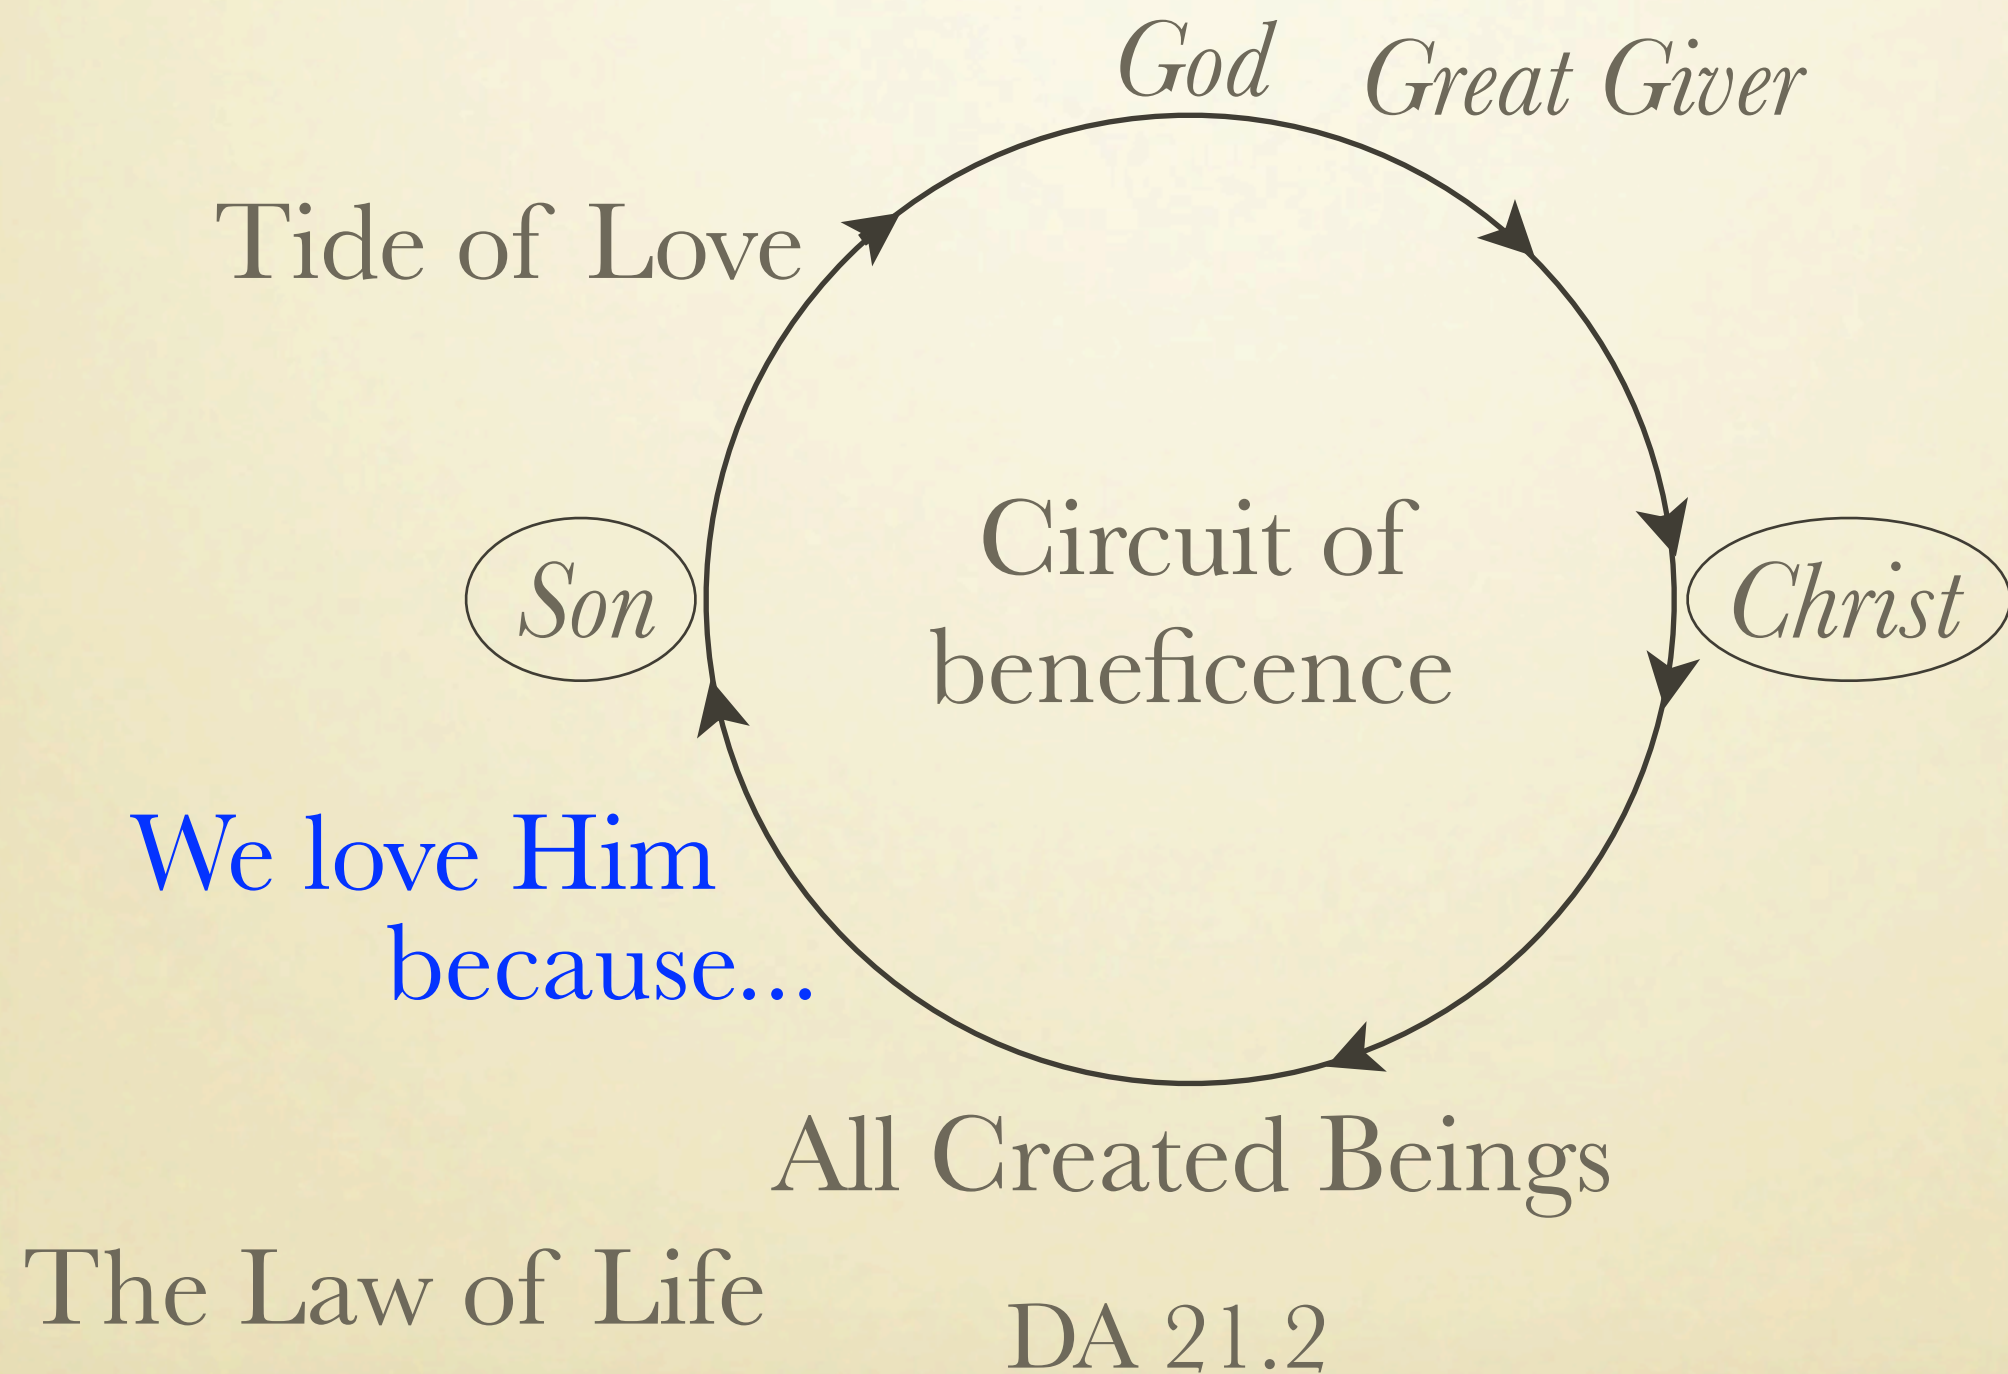 God Great Giver
Tide of Love
Circuit of
beneficence
Son
Christ
We love Him
because...
All Created Beings
The Law of Life
DA 21.2